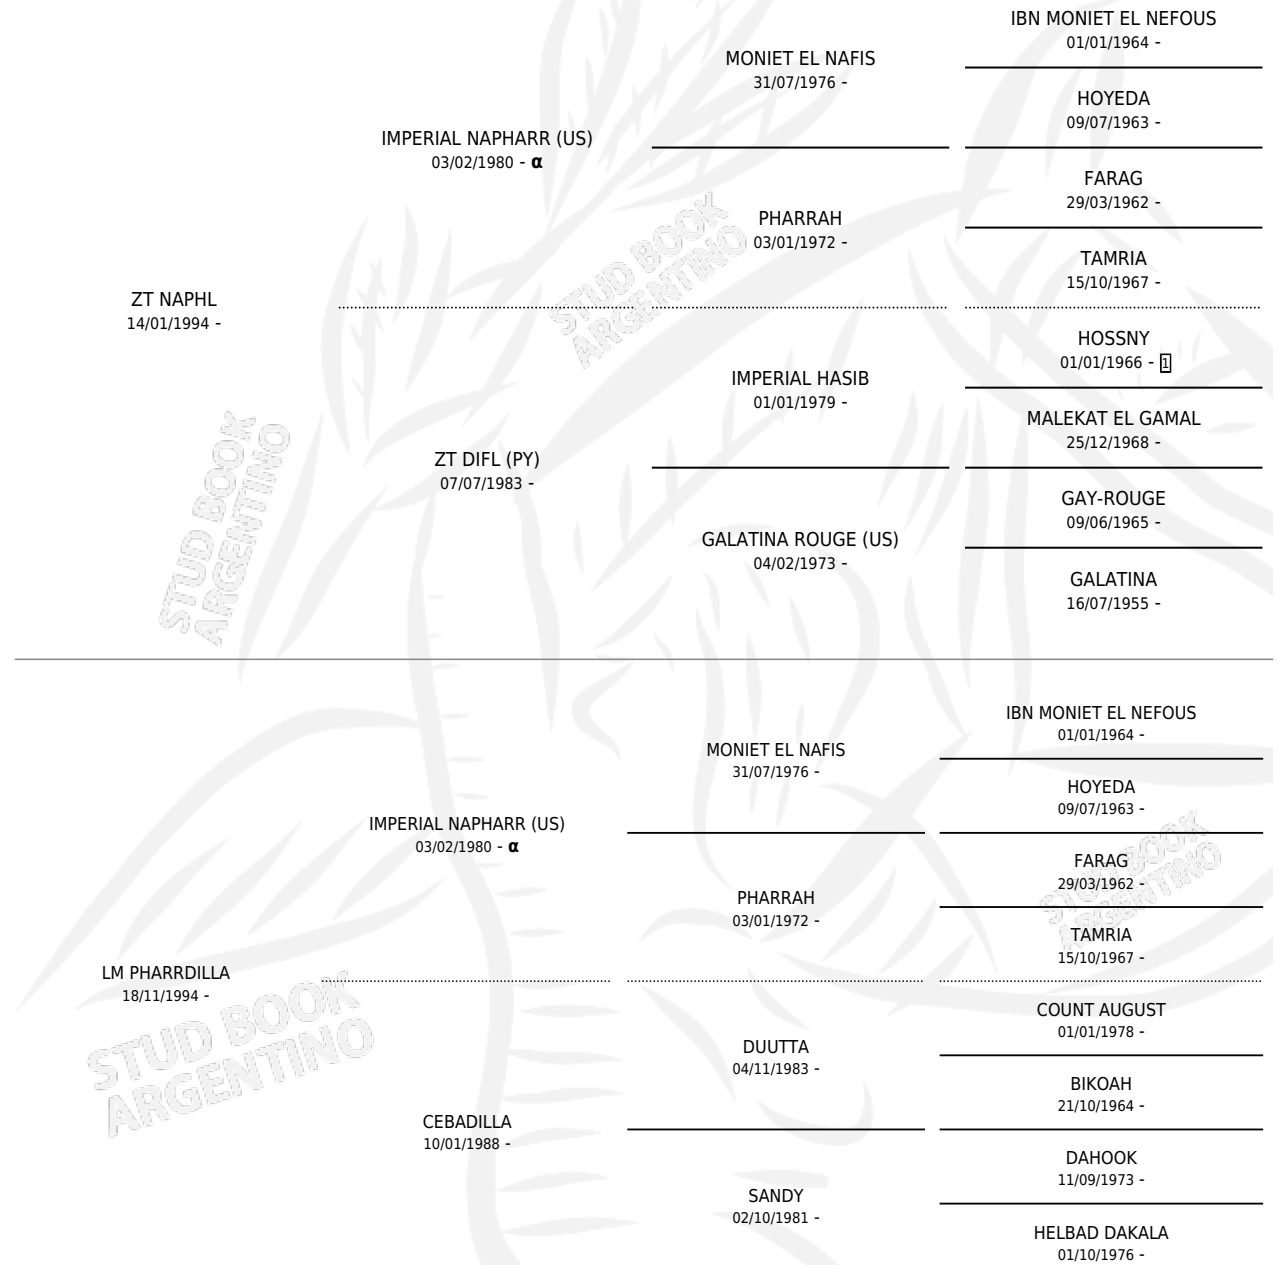 IBN MONIET EL NEFOUS
01/01/1964 -
MONIET EL NAFIS
31/07/1976 -
HOYEDA
09/07/1963 -
IMPERIAL NAPHARR (US)
03/02/1980 - α
FARAG
29/03/1962 -
PHARRAH
03/01/1972 -
TAMRIA
15/10/1967 -
ZT NAPHL
14/01/1994 -
HOSSNY
01/01/1966 - 1
IMPERIAL HASIB
01/01/1979 -
MALEKAT EL GAMAL
25/12/1968 -
ZT DIFL (PY)
07/07/1983 -
GAY-ROUGE
09/06/1965 -
GALATINA ROUGE (US)
04/02/1973 -
GALATINA
16/07/1955 -
STUD BOOK
ARGENTINO
STUD BOOK
ARGENTINO
IBN MONIET EL NEFOUS
01/01/1964 -
MONIET EL NAFIS
31/07/1976 -
HOYEDA
09/07/1963 -
IMPERIAL NAPHARR (US)
03/02/1980 - α
FARAG
29/03/1962 -
PHARRAH
03/01/1972 -
TAMRIA
15/10/1967 -
LM PHARRDILLA
18/11/1994 -
COUNT AUGUST
01/01/1978 -
DUUTTA
04/11/1983 -
BIKOAH
21/10/1964 -
CEBADILLA
10/01/1988 -
DAHOOK
11/09/1973 -
SANDY
02/10/1981 -
HELBAD DAKALA
01/10/1976 -
STUD BOOK
ARGENTINO
STUD BOOK
ARGENTINO